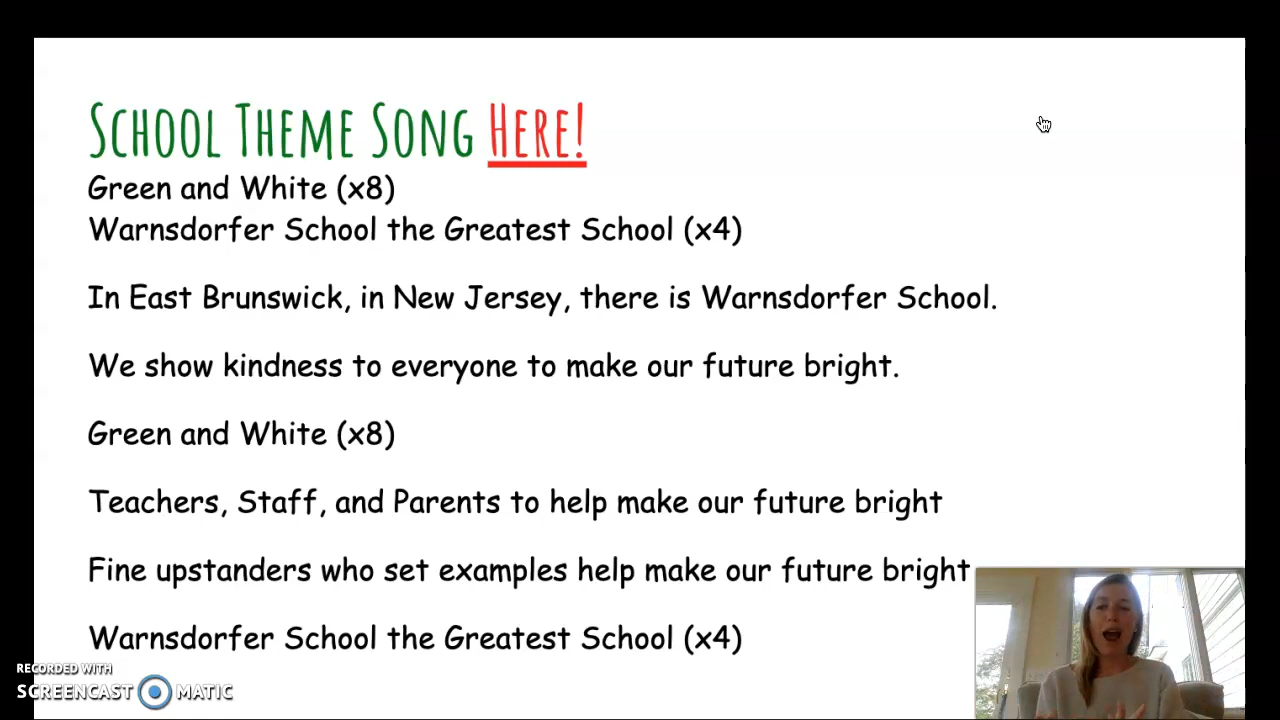 School Theme Song Here!
Green and White (x8)
Warnsdorfer School the Greatest School (x4)
In East Brunswick, in New Jersey, there is Warnsdorfer School.
We show kindness to everyone to make our future bright.
Green and White (x8)
Teachers, Staff, and Parents to help make our future bright
Fine upstanders who set examples help make our future bright
Warnsdorfer School the Greatest School (x4)
RECORDED WITH
SCREENCAST MATIC